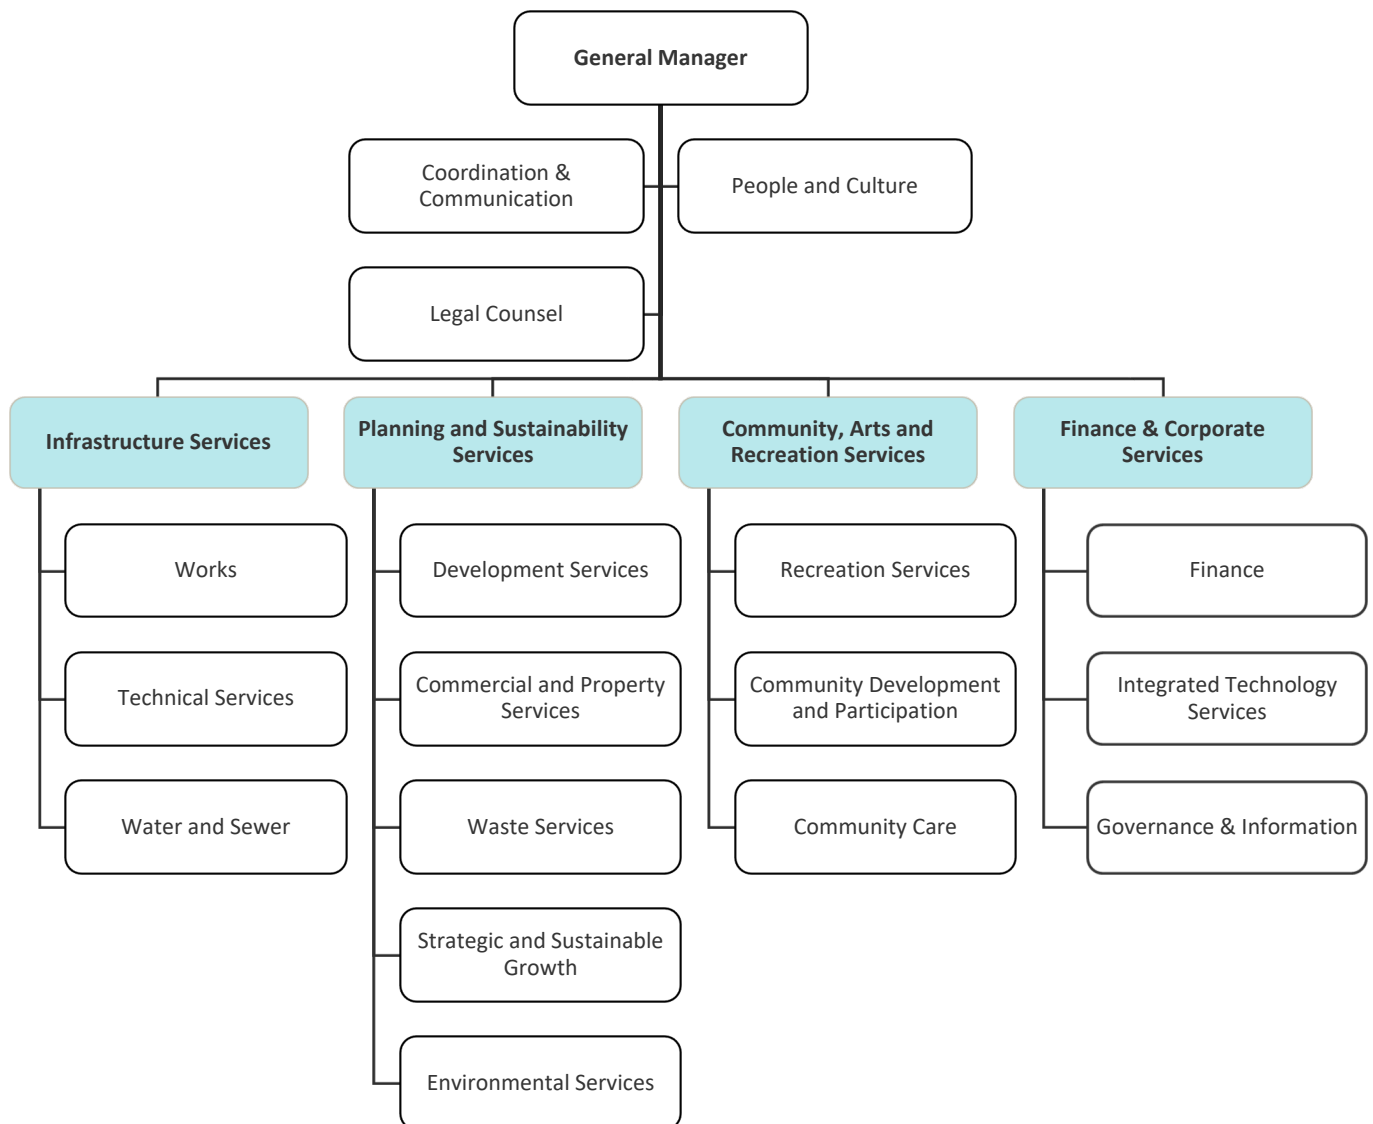 General Manager
Coordination &
Communication
People and Culture
Legal Counsel
Infrastructure Services
Planning and Sustainability
Services
Community, Arts and
Recreation Services
Finance & Corporate
Services
Works
Development Services
Recreation Services
Finance
Technical Services
Commercial and Property
Services
Community Development
and Participation
Integrated Technology
Services
Water and Sewer
Waste Services
Community Care
Governance & Information
Strategic and Sustainable
Growth
Environmental Services